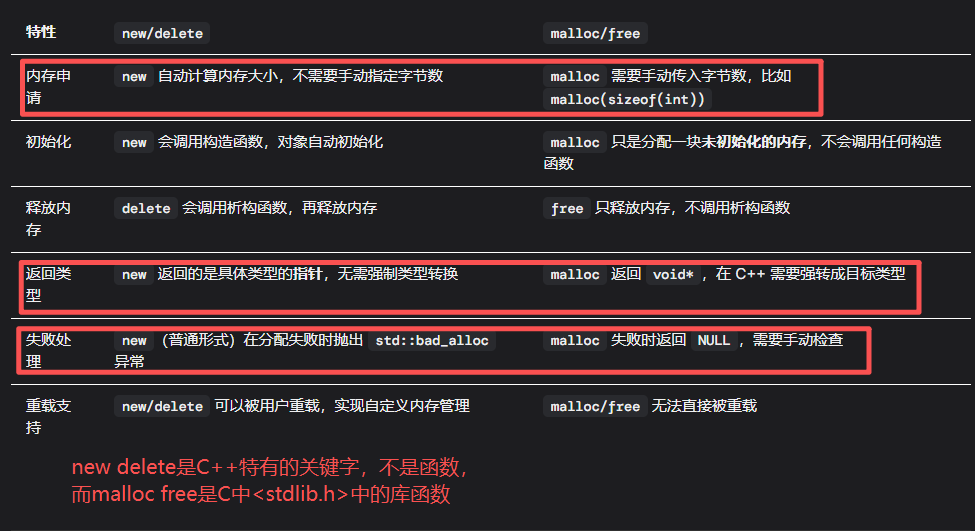 特性 new/delete malloc/free
内存申 new 自动计算内存大小，不需要手动指定字节数 malloc 需要手动传入字节数，比如
请 malloc(sizeof(int))
初始化 new 会调用构造函数，对象自动初始化 malloc 只是分配一块未初始化的内存，不会调用任何构造
函数
释放内 delete 会调用析构函数，再释放内存 free 只释放内存，不调用析构函数
存
返回类 new 返回的是具体类型的指针，无需强制类型转换 malloc 返回 void* ，在 C++ 需要强转成目标类型
型
失败处 new （普通形式）在分配失败时抛出 std::bad_alloc malloc 失败时返回 NULL ，需要手动检查
理 异常
重载支 new/delete 可以被用户重载，实现自定义内存管理 malloc/free 无法直接被重载
持
new delete是C++特有的关键字，不是函数，
而malloc free是C中<stdlib.h>中的库函数